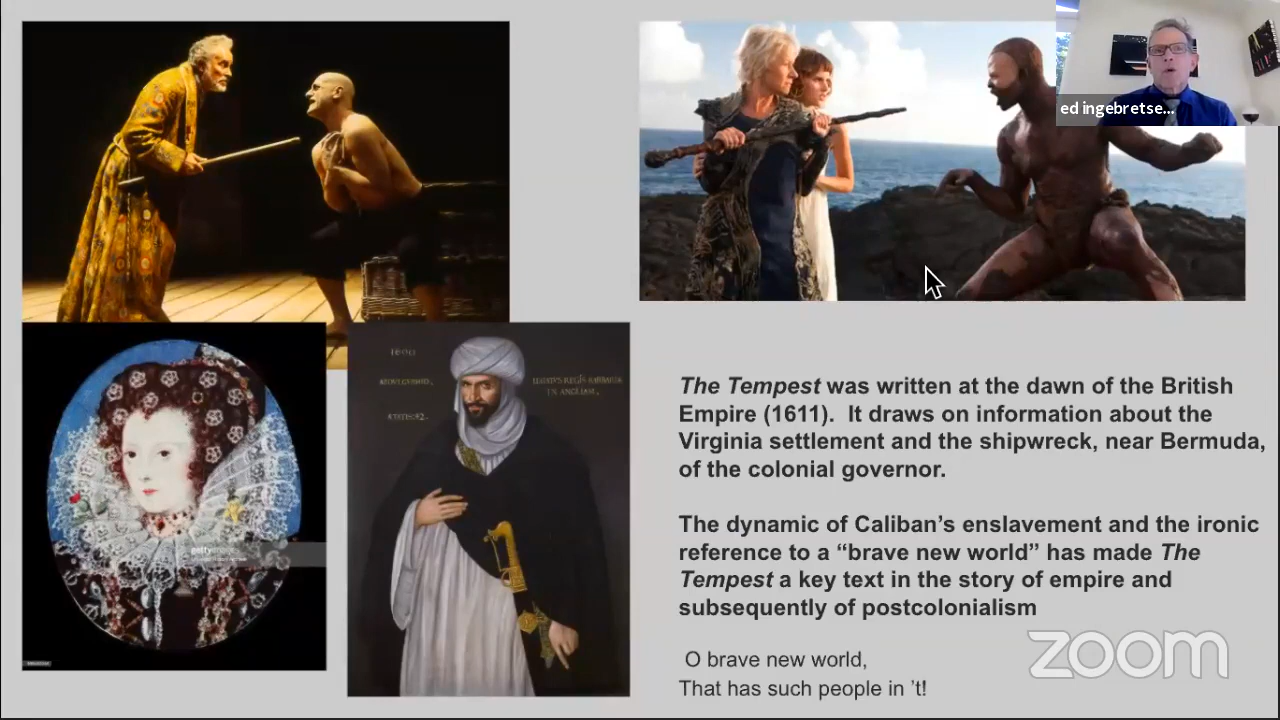 ed ingebretse...
1600
gettyimages
The Tempest was written at the dawn of the British
Empire (1611).  It draws on information about the
Virginia settlement and the shipwreck, near Bermuda,
of the colonial governor.
The dynamic of Caliban’s enslavement and the ironic
reference to a “brave new world” has made The
Tempest a key text in the story of empire and
subsequently of postcolonialism
O brave new world,
That has such people in ’t!
zoom